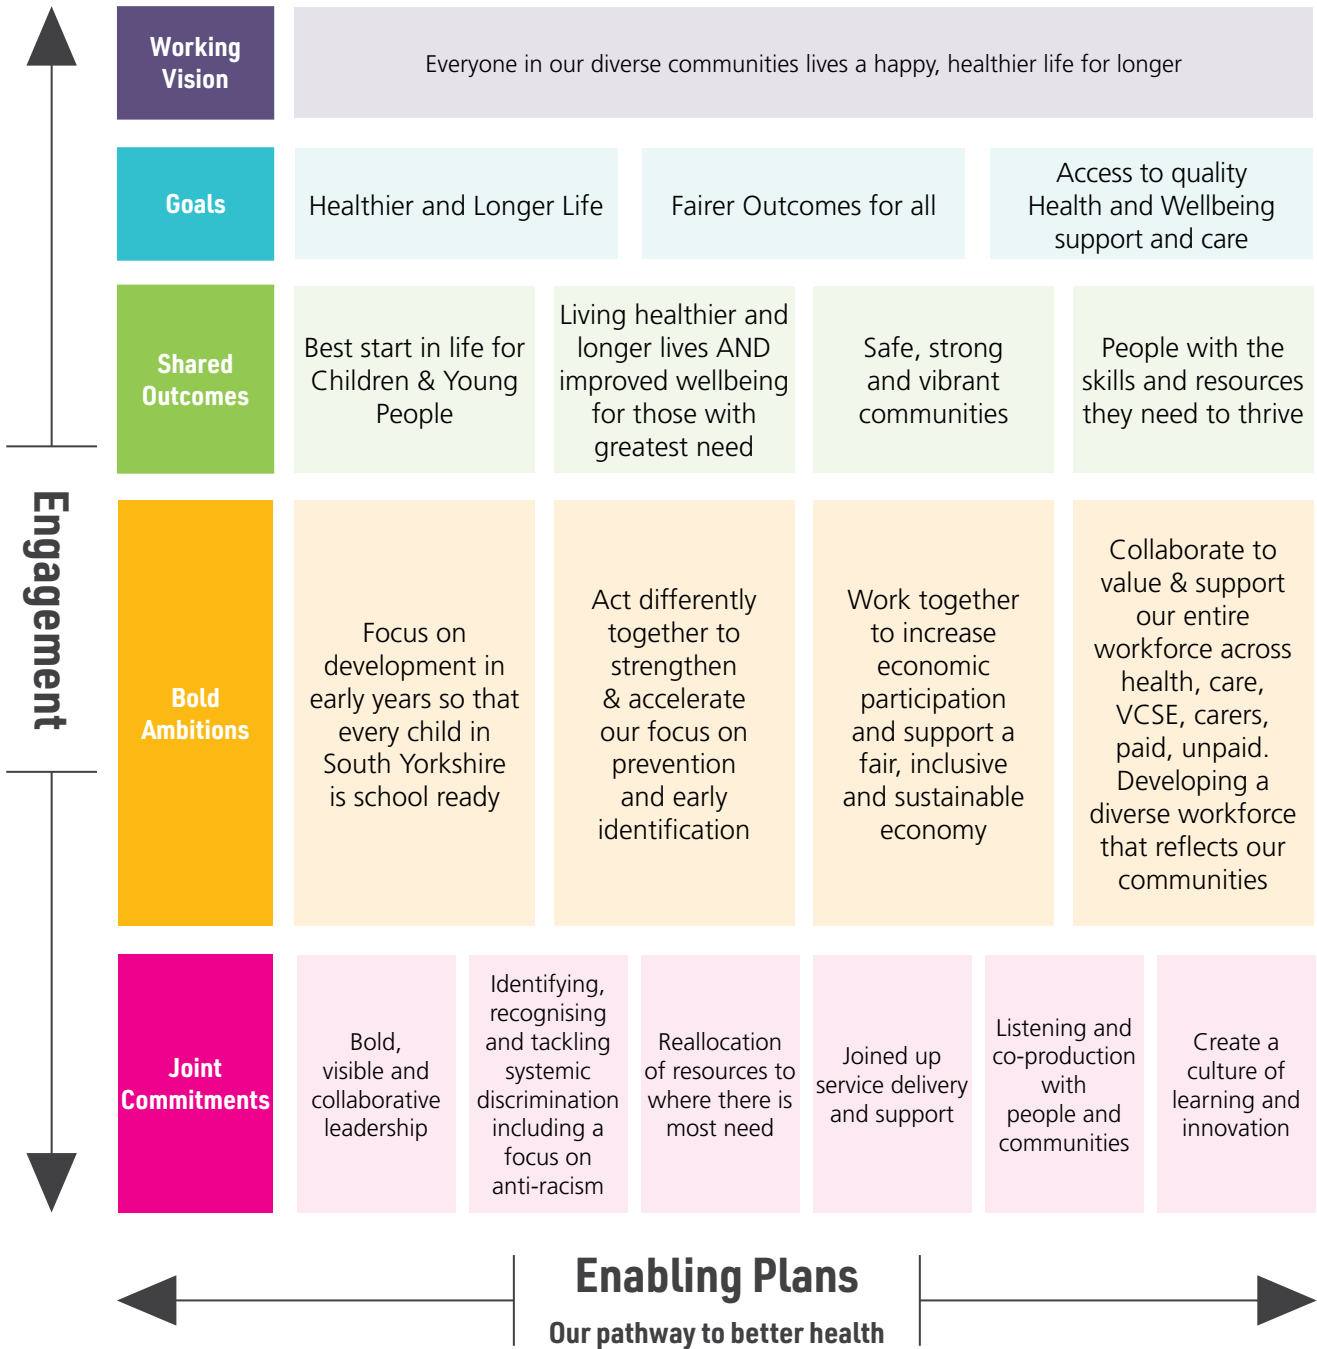 Working
Vision
Everyone in our diverse communities lives a happy, healthier life for longer
Goals
Healthier and Longer Life
Fairer Outcomes for all
Access to quality
Health and Wellbeing
support and care
Shared
Outcomes
Best start in life for
Children & Young
People
Living healthier and
longer lives AND
improved wellbeing
for those with
greatest need
Safe, strong
and vibrant
communities
People with the
skills and resources
they need to thrive
Engagement
Bold
Ambitions
Focus on
development in
early years so that
every child in
South Yorkshire
is school ready
Act differently
together to
strengthen
& accelerate
our focus on
prevention
and early
identification
Work together
to increase
economic
participation
and support a
fair, inclusive
and sustainable
economy
Collaborate to
value & support
our entire
workforce across
health, care,
VCSE, carers,
paid, unpaid.
Developing a
diverse workforce
that reflects our
communities
Joint
Commitments
Bold,
visible and
collaborative
leadership
Identifying,
recognising
and tackling
systemic
discrimination
including a
focus on
anti-racism
Reallocation
of resources to
where there is
most need
Joined up
service delivery
and support
Listening and
co-production
with
people and
communities
Create a
culture of
learning and
innovation
Enabling Plans
Our pathway to better health